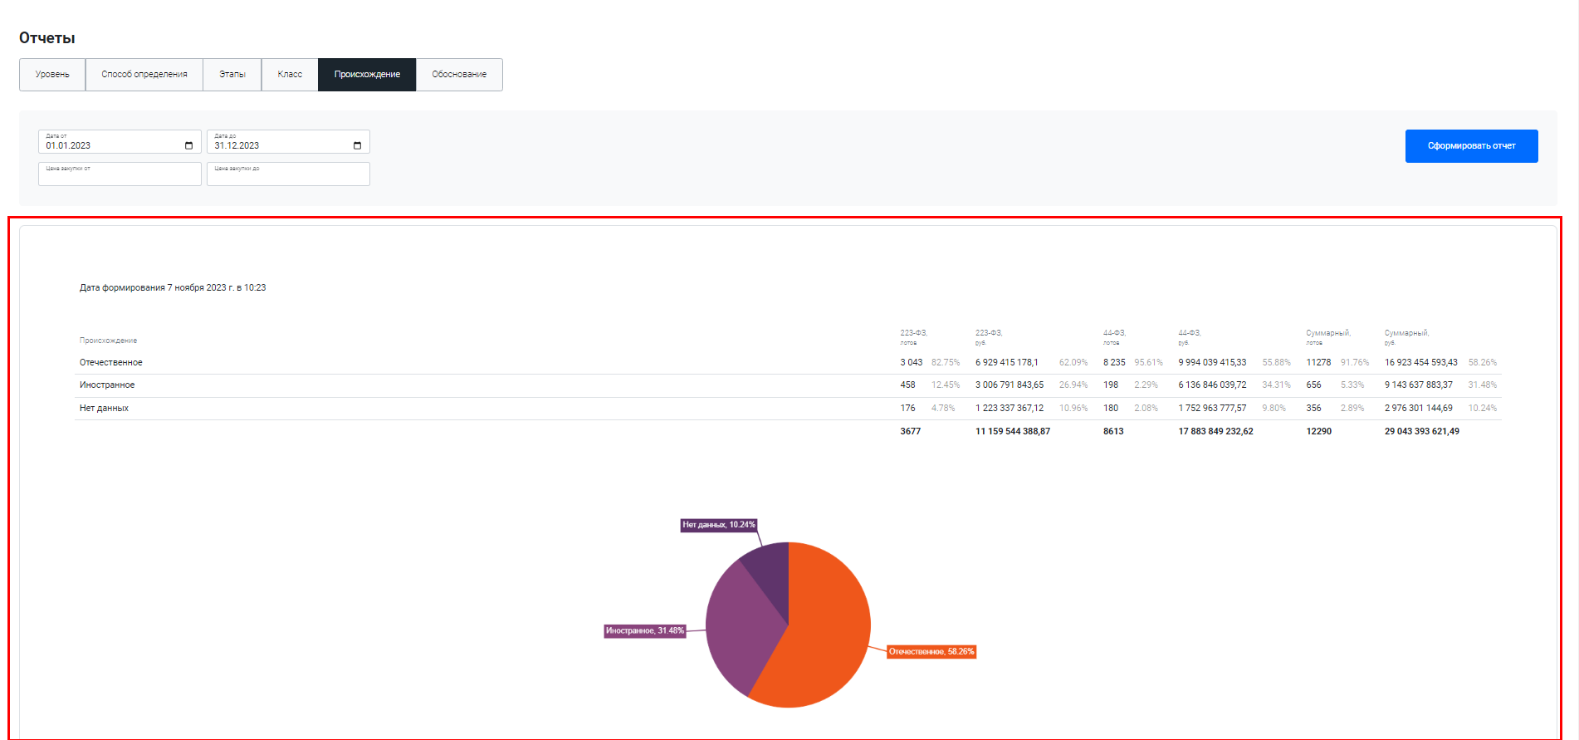 Отчеты
Уровень Способ определения Этапы Класс Происхождение Обоснование
Дата от Дата до
01.01.2023 31.12.2023
Сформировать отчет
Цена закупки от Цена закупки до
Дата формирования 7 ноября 2023 г. в 10:23
223-ФЗ, 223-ФЗ, 44-ФЗ, 44-ФЗ, Суммарный, Суммарный,
Происхождение лотов руб. лотов руб. лотов руб.
Отечественное 3 043 82.75% 6 929 415 178,1 62.09% 8 235 95.61% 9 994 039 415,33 55.88% 11278 91.76% 16 923 454 593,43 58.26%
Иностранное 458 12.45% 3 006 791 843,65 26.94% 198 2.29% 6 136 846 039,72 34.31% 656 5.33% 9 143 637 883,37 31.48%
Нет данных 176 4.78% 1 223 337 367,12 10.96% 180 2.08% 1 752 963 777,57 9.80% 356 2.89% 2 976 301 144,69 10.24%
3677 11 159 544 388,87 8613 17 883 849 232,62 12290 29 043 393 621,49
Нет данных, 10.24%
Иностранное, 31.48%
Отечественное, 58.26%